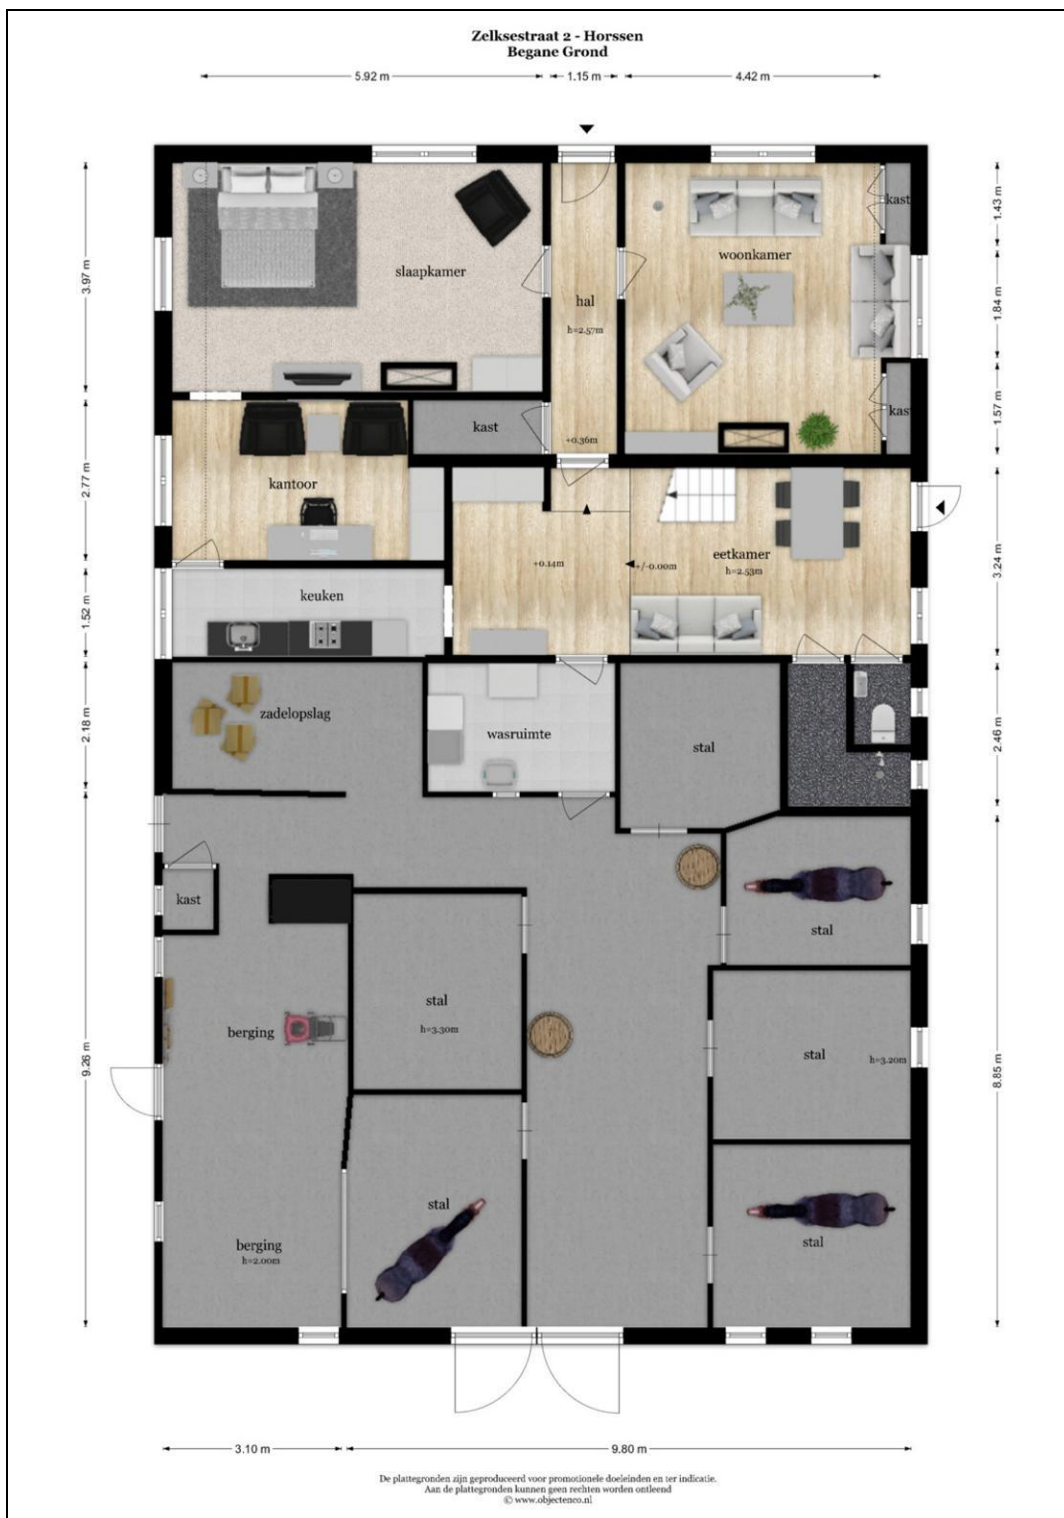 Zelksestraat 2 - Horssen
Begane Grond
5.92 m
1.15 m
4.42 m
kast
1.43 m
woonkamer
slaapkamer
3.97 m
hal
h=2.57m
1.84 m
kast
1.57 m
kast
+0.36m
2.77 m
kantoor
eetkamer
h=2.53m
+0.14m
+/-0.00m
3.24 m
keuken
1.52 m
zadelopslag
2.18 m
wasruimte
stal
2.46 m
kast
stal
stal
h=3.30m
berging
stal
h=3.20m
9.26 m
8.85 m
stal
stal
berging
h=2.00m
3.10 m
9.80 m
De plattegronden zijn geproduceerd voor promotionele doeleinden en ter indicatie.
Aan de plattegronden kunnen geen rechten worden ontleend
© www.objectenco.nl